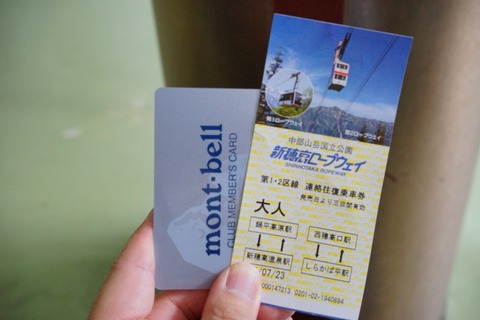 mont·bell
CLUB MEMBER'S CARD
第1ロープウェイ
第2ロープウェイ
中部山岳国立公園
新穂高ロープウェイ
SHINHOTAKA ROPEWAY
第1・2区線 連絡往復乗車券
発売日より三日間有効
大人
鍋平高原駅
西穂高口駅
新穂高温泉駅
しらかば平駅
/07/23
000147213 0201-02-1940884